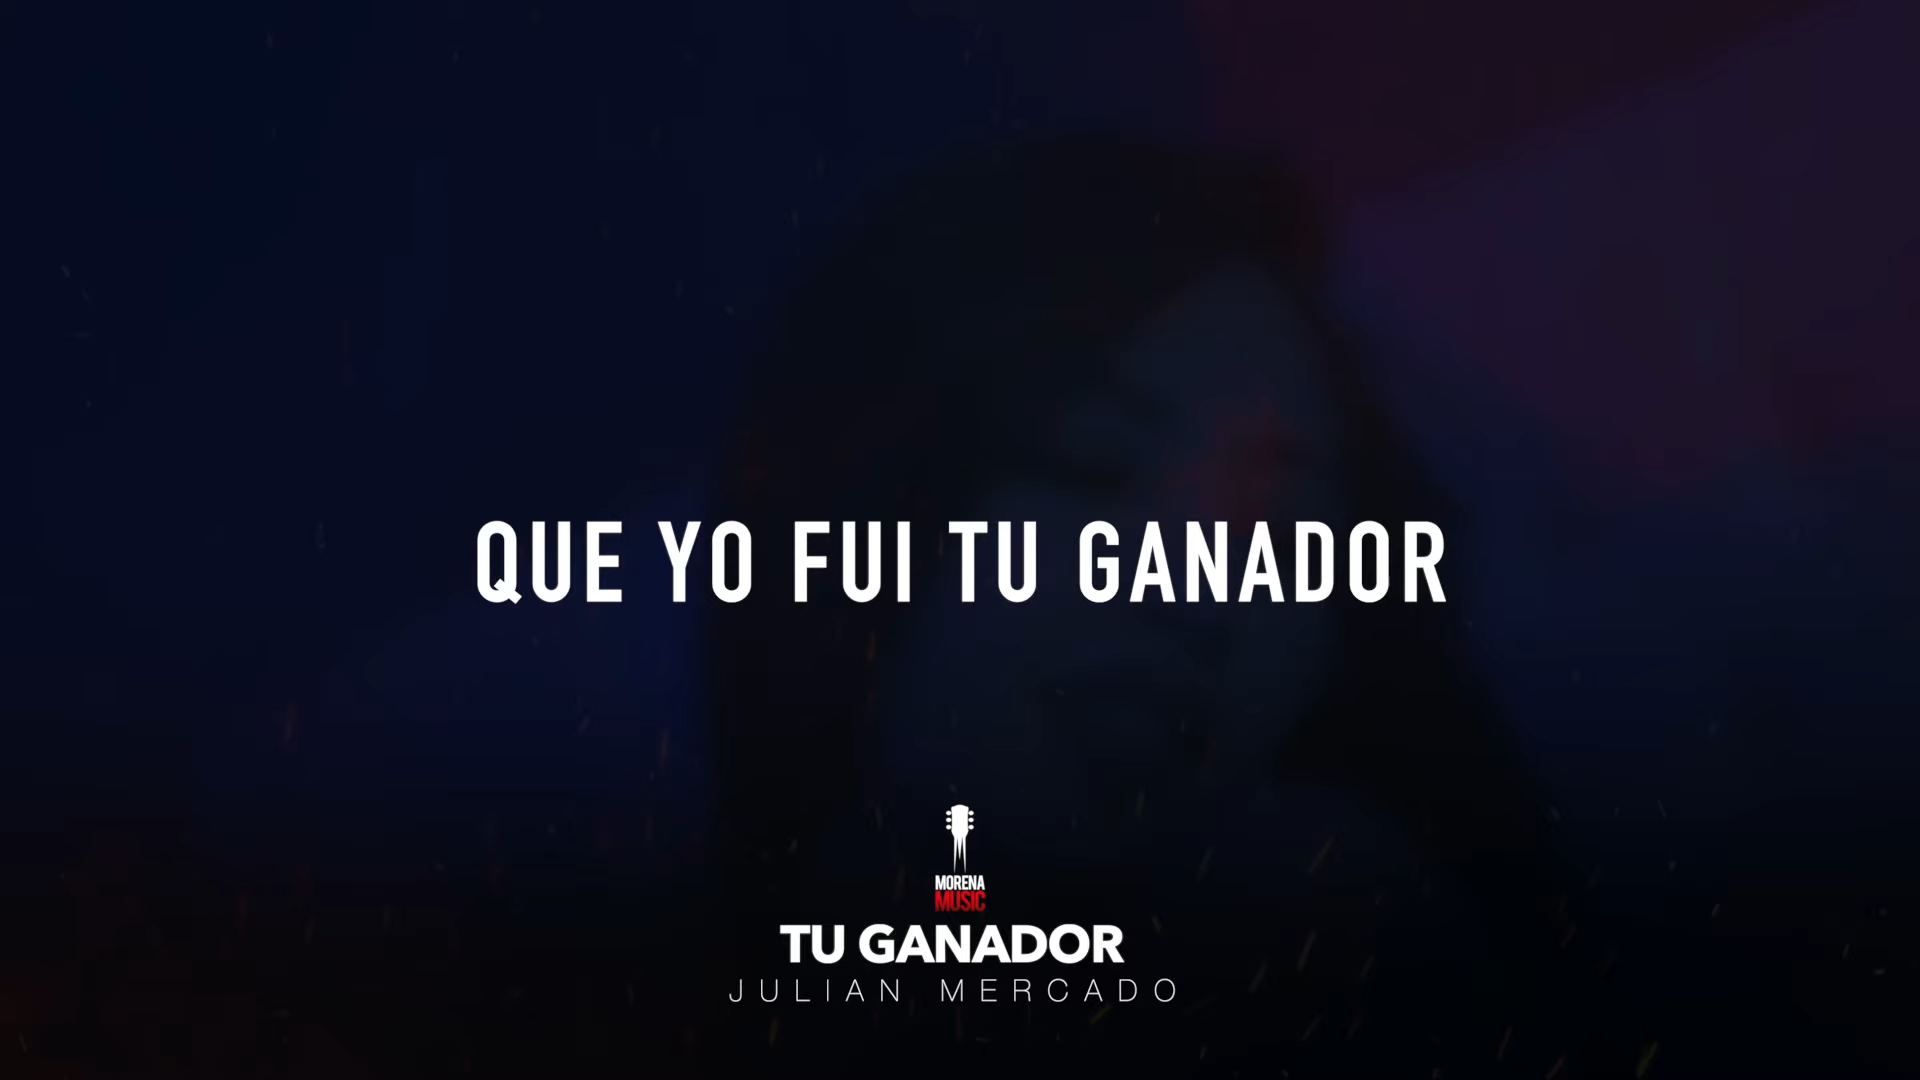 QUE YO FUI TU GANADOR
MORENA
MUSIC
TU GANADOR
JULIAN MERCADO